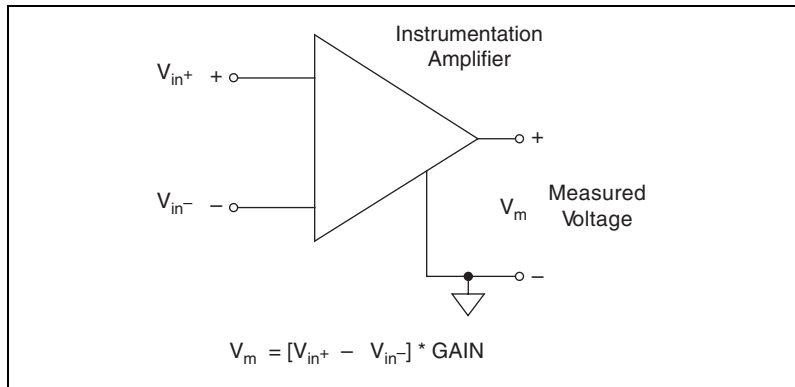 Instrumentation
Amplifier
Vin+ +
+
Vin– –
Vm Measured
Voltage
–
Vm = [Vin+ – Vin–] * GAIN